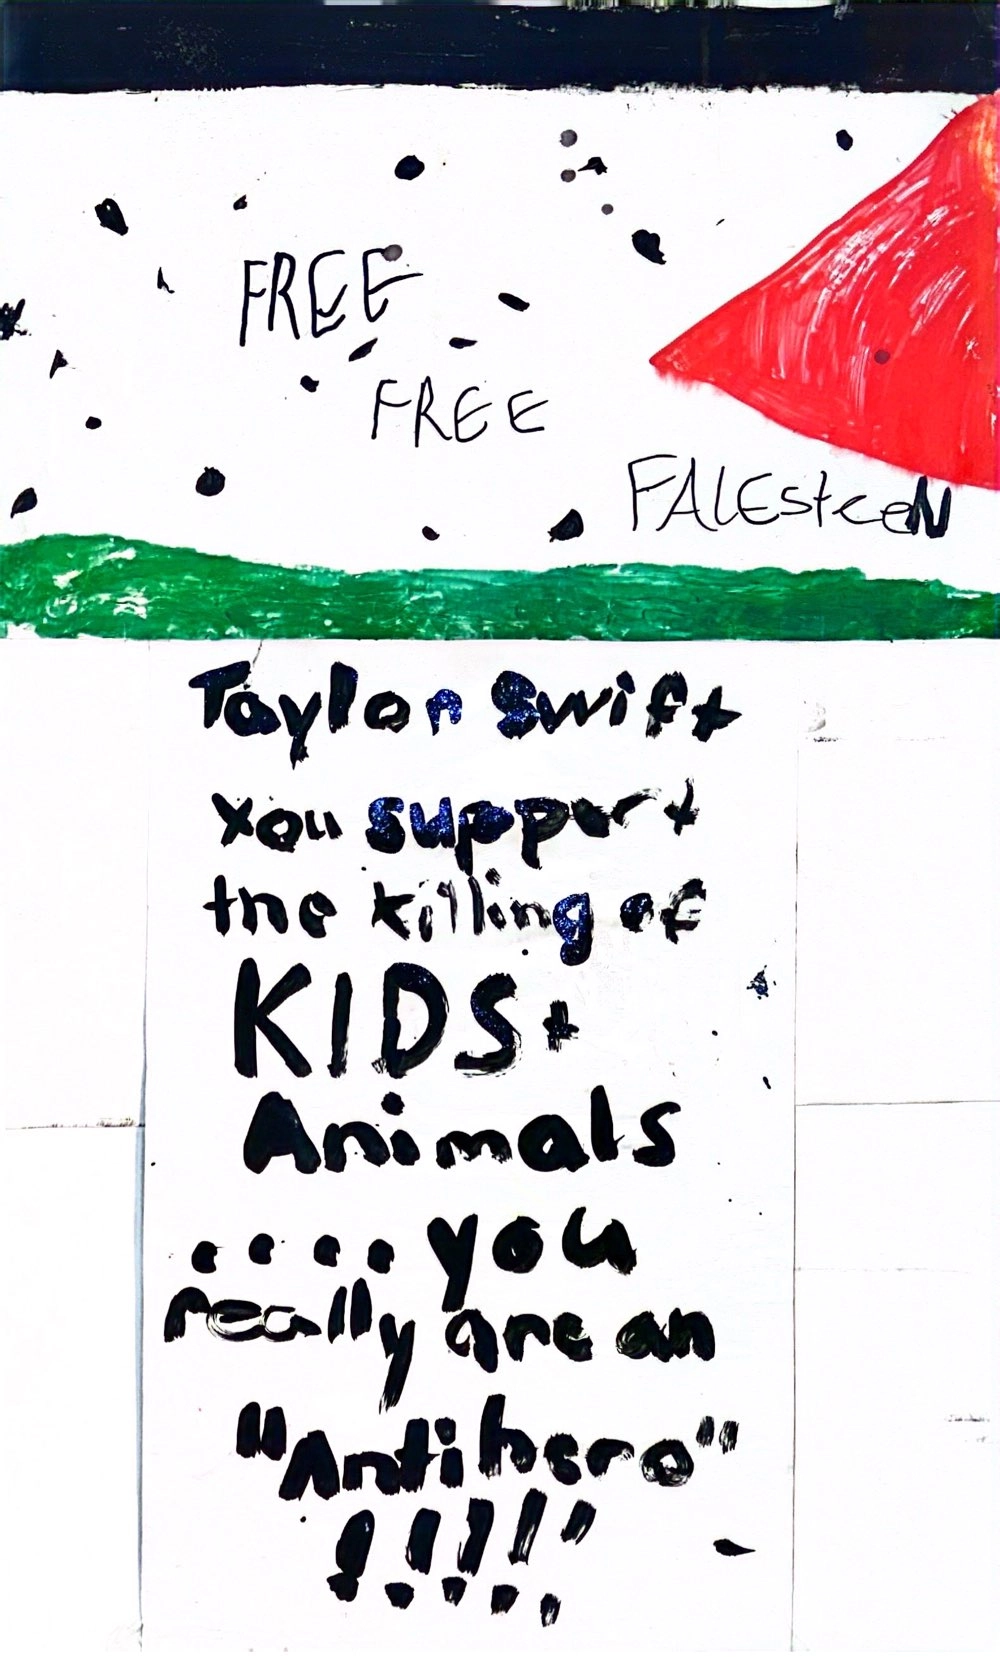 FREE
FREE
FALEsteeN
Taylor Swift
You support
the killing of
KIDS+
Animals
....you
really are an
"Antihero"
!!!!!